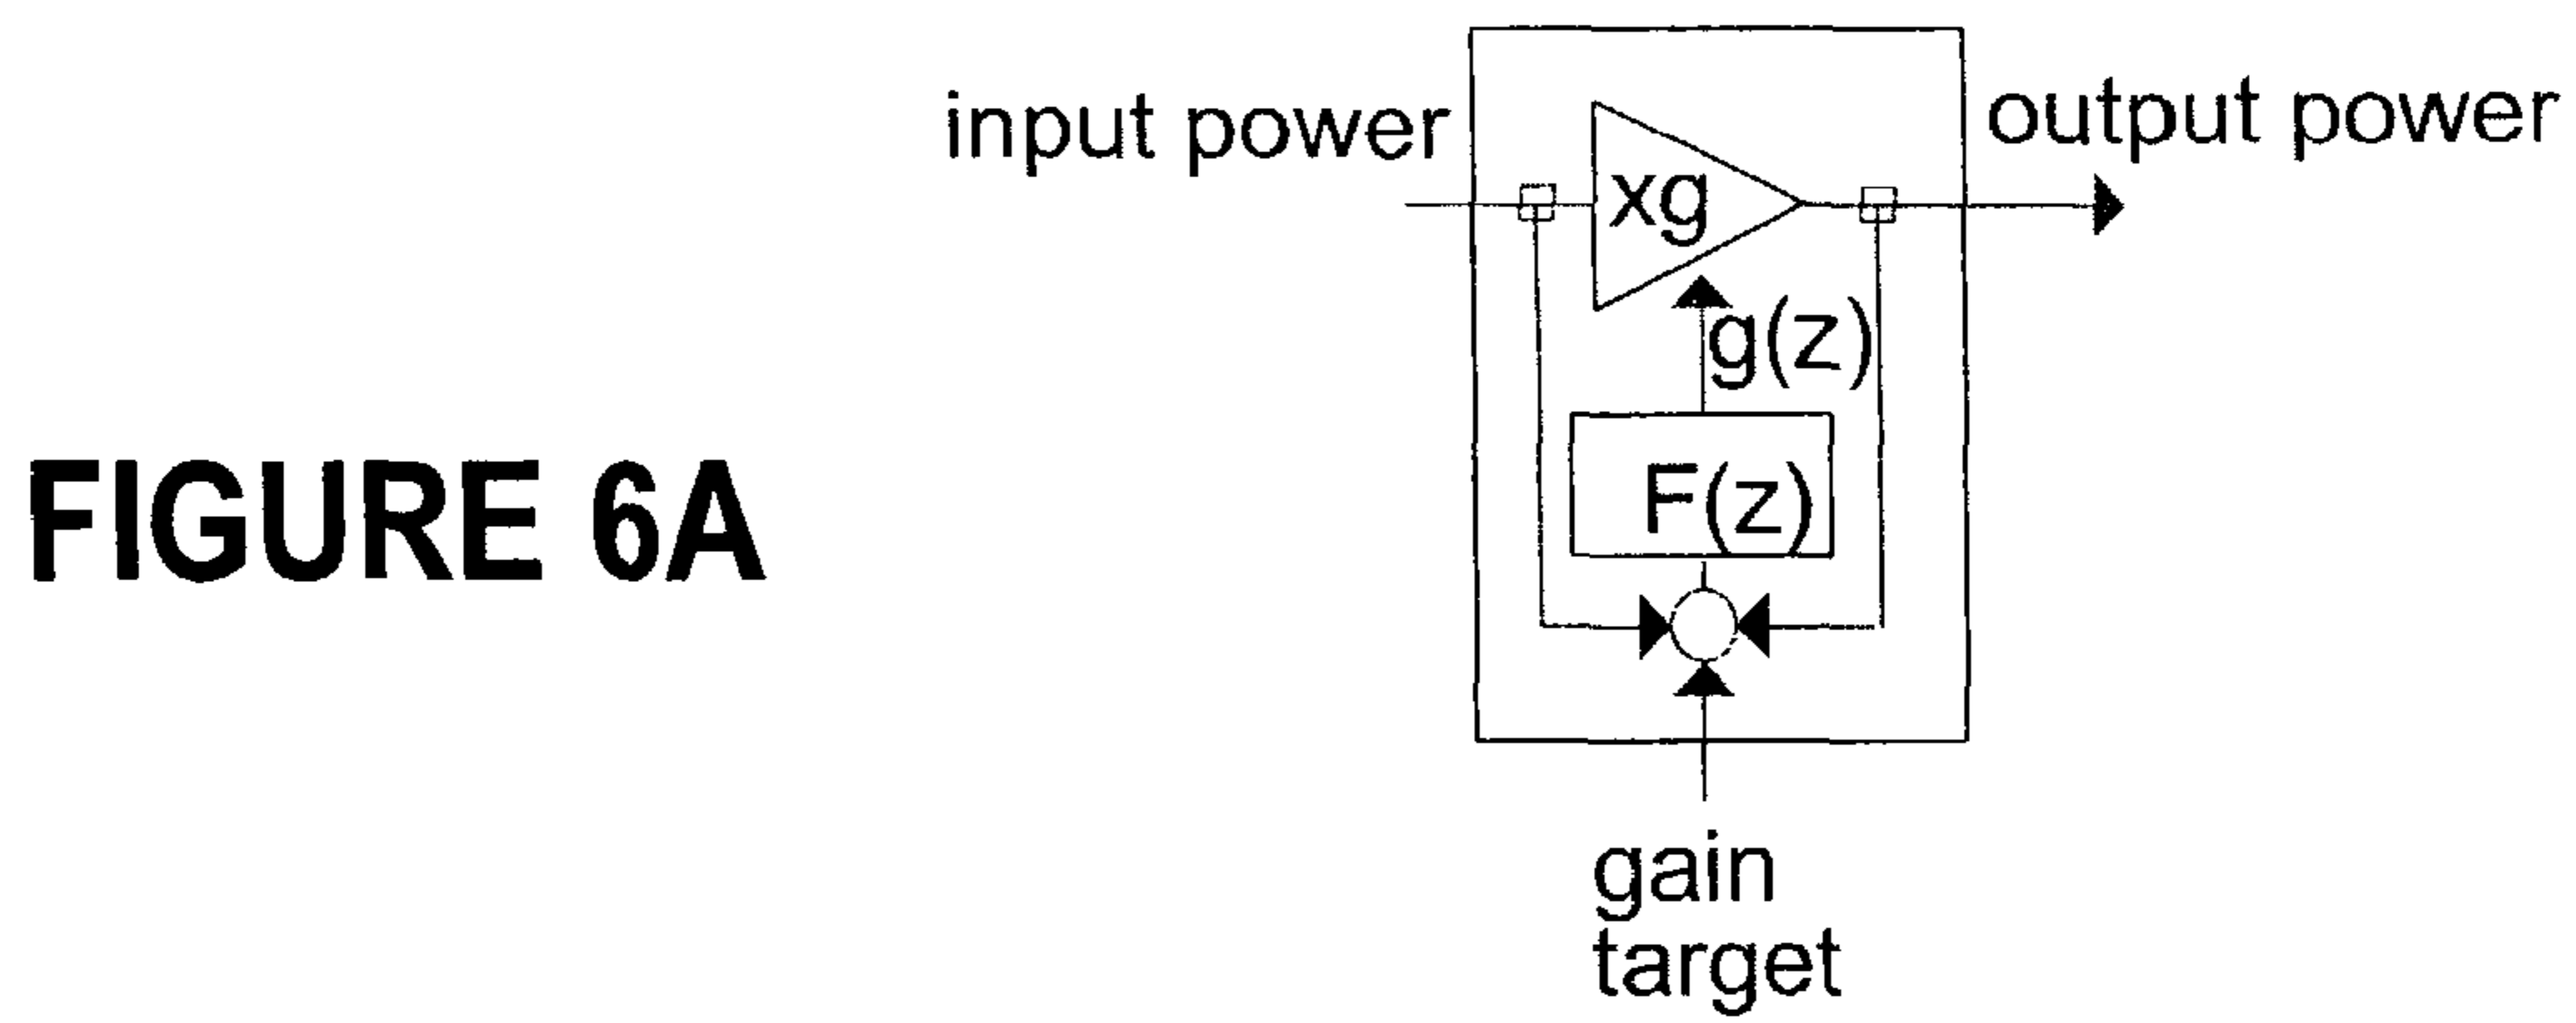 input power
output power
xg
g(z)
F(z)
FIGURE 6A
gain
target